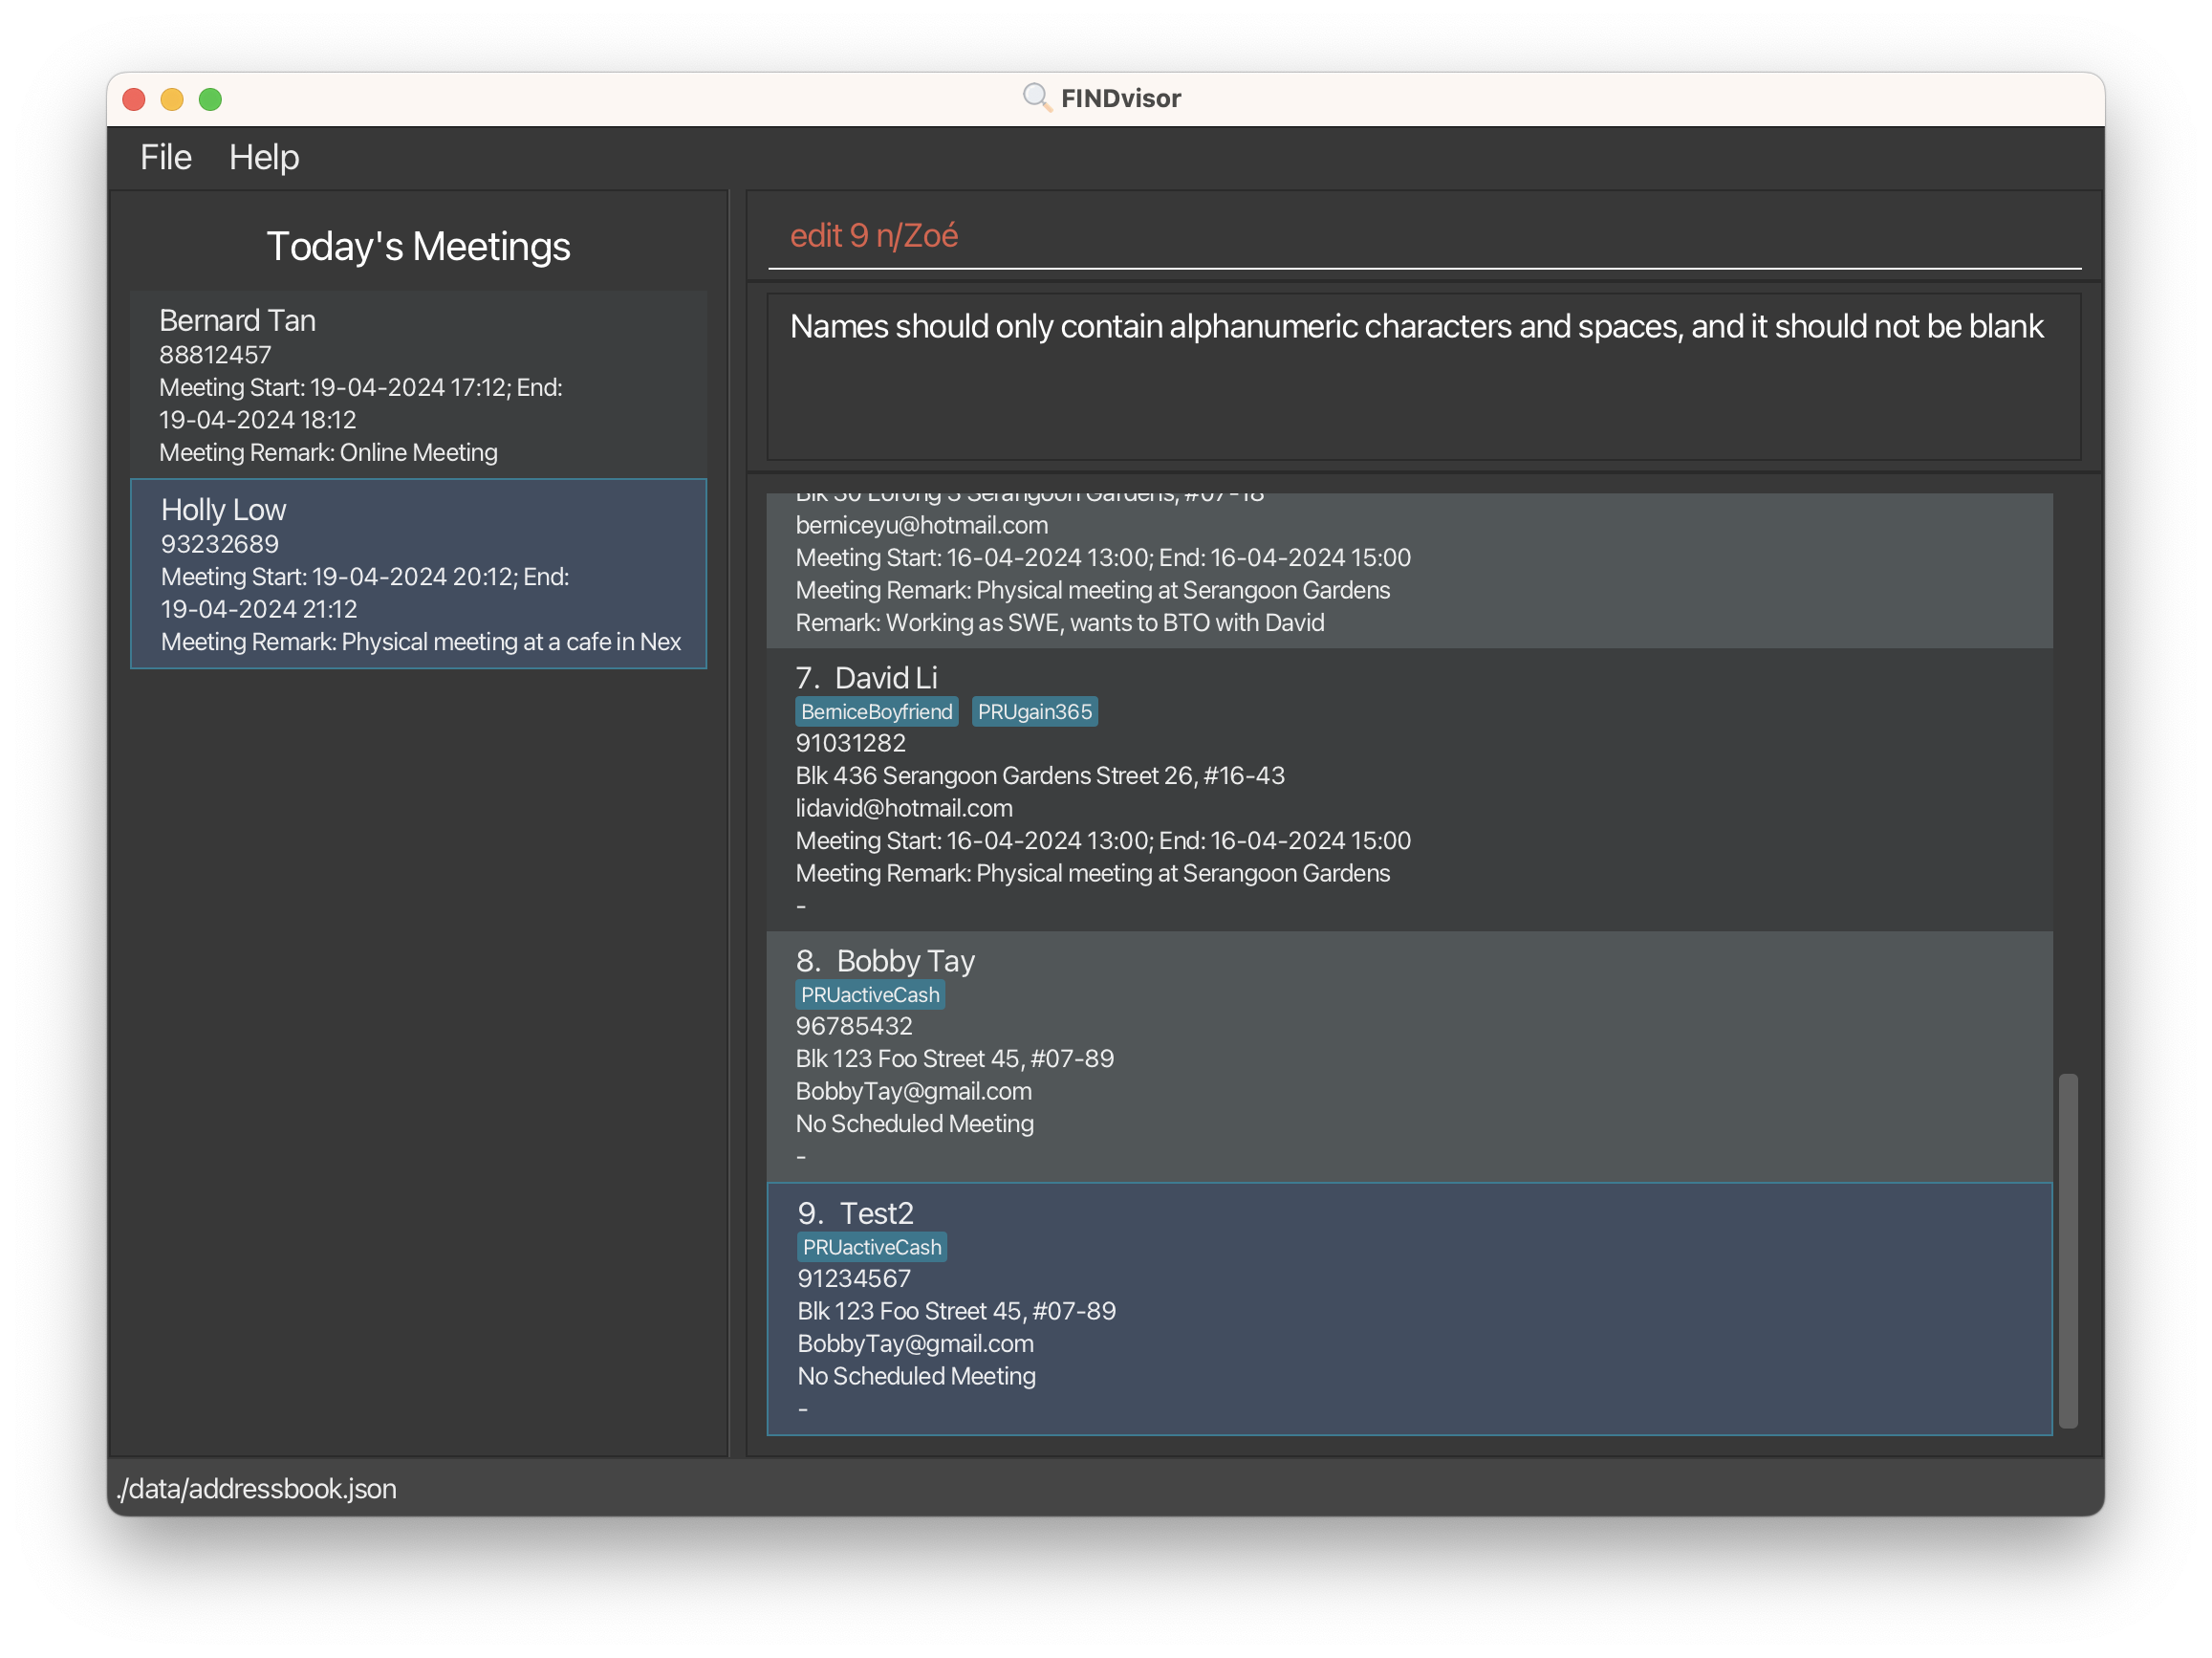 FINDvisor
File Help
Today's Meetings
Bernard Tan
88812457
Meeting Start: 19-04-2024 17:12; End:
19-04-2024 18:12
Meeting Remark: Online Meeting
Holly Low
93232689
Meeting Start: 19-04-2024 20:12; End:
19-04-2024 21:12
Meeting Remark: Physical meeting at a cafe in Nex
edit 9 n/Zoé
Names should only contain alphanumeric characters and spaces, and it should not be blank
Blk 30 Lorong 3 Serangoon Gardens, #07-18
berniceyu@hotmail.com
Meeting Start: 16-04-2024 13:00; End: 16-04-2024 15:00
Meeting Remark: Physical meeting at Serangoon Gardens
Remark: Working as SWE, wants to BTO with David
7. David Li
BerniceBoyfriend PRUgain365
91031282
Blk 436 Serangoon Gardens Street 26, #16-43
lidavid@hotmail.com
Meeting Start: 16-04-2024 13:00; End: 16-04-2024 15:00
Meeting Remark: Physical meeting at Serangoon Gardens
-
8. Bobby Tay
PRUactiveCash
96785432
Blk 123 Foo Street 45, #07-89
BobbyTay@gmail.com
No Scheduled Meeting
-
9. Test2
PRUactiveCash
91234567
Blk 123 Foo Street 45, #07-89
BobbyTay@gmail.com
No Scheduled Meeting
-
./data/addressbook.json